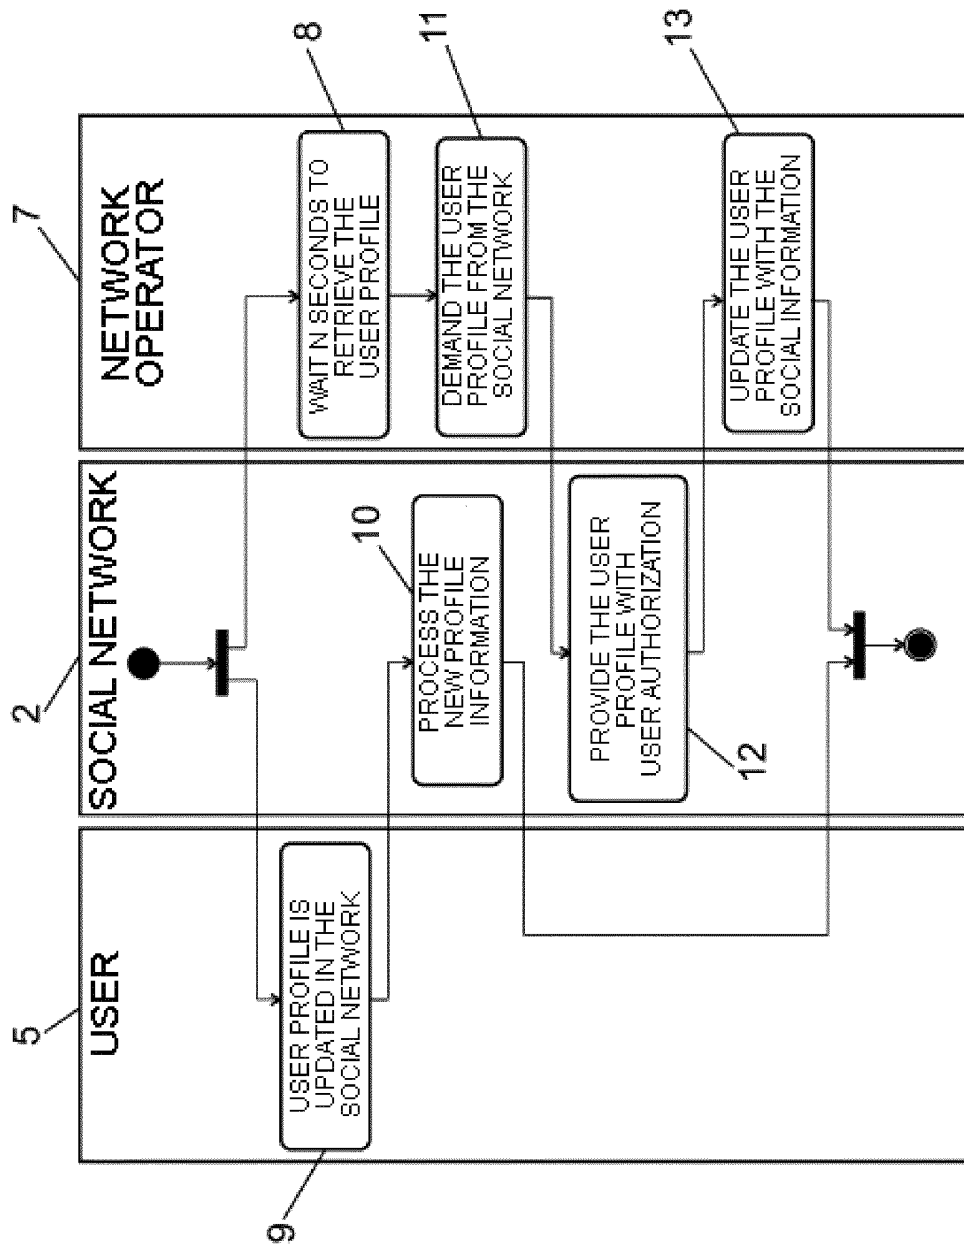 5
USER
9
USER PROFILE IS
UPDATED IN THE
SOCIAL NETWORK
2
SOCIAL NETWORK
10
PROCESS THE
NEW PROFILE
INFORMATION
PROVIDE THE USER
PROFILE WITH
USER AUTHORIZATION
12
7
NETWORK
OPERATOR
8
WAIT N SECONDS TO
RETRIEVE THE
USER PROFILE
11
DEMAND THE USER
PROFILE FROM THE
SOCIAL NETWORK
13
UPDATE THE USER
PROFILE WITH THE
SOCIAL INFORMATION